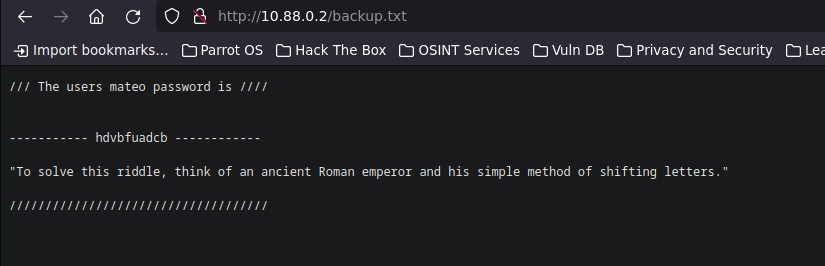 http://10.88.0.2/backup.txt
Import bookmarks... Parrot OS Hack The Box OSINT Services Vuln DB Privacy and Security Lea
/// The users mateo password is ////
----------- hdvbfuadcb ------------
"To solve this riddle, think of an ancient Roman emperor and his simple method of shifting letters."
////////////////////////////////////